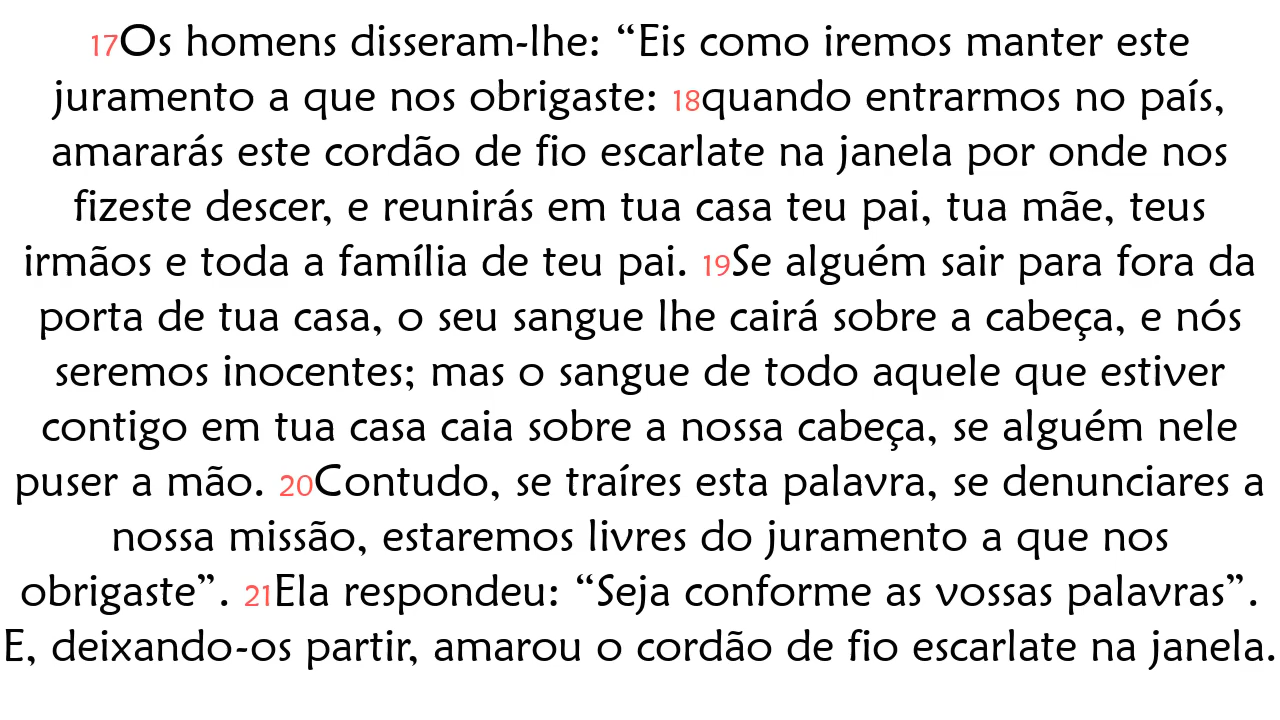 17Os homens disseram-lhe: “Eis como iremos manter este
juramento a que nos obrigaste: 18quando entrarmos no país,
amararás este cordão de fio escarlate na janela por onde nos
fizeste descer, e reunirás em tua casa teu pai, tua mãe, teus
irmãos e toda a família de teu pai. 19Se alguém sair para fora da
porta de tua casa, o seu sangue lhe cairá sobre a cabeça, e nós
seremos inocentes; mas o sangue de todo aquele que estiver
contigo em tua casa caia sobre a nossa cabeça, se alguém nele
puser a mão. 20Contudo, se traíres esta palavra, se denunciares a
nossa missão, estaremos livres do juramento a que nos
obrigaste”. 21Ela respondeu: “Seja conforme as vossas palavras”.
E, deixando-os partir, amarou o cordão de fio escarlate na janela.